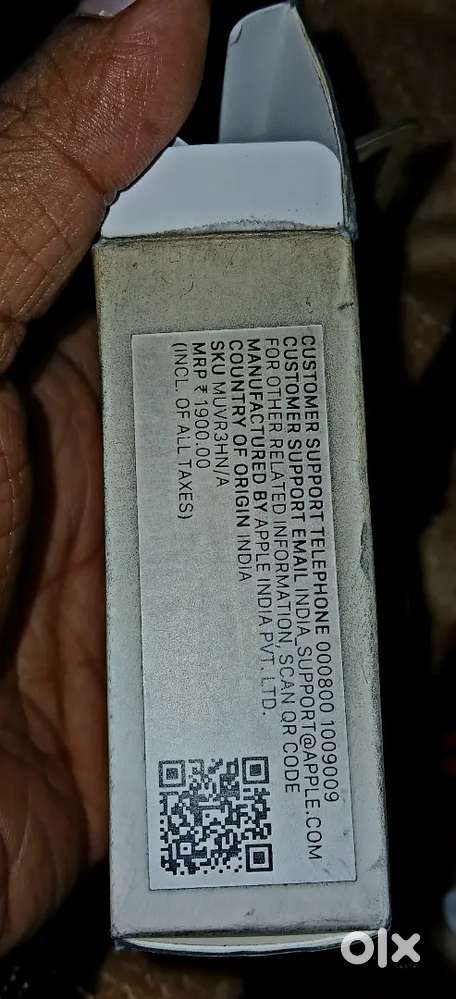 CUSTOMER SUPPORT TELEPHONE 000800 1009009
CUSTOMER SUPPORT EMAIL INDIA_SUPPORT@APPLE.COM
FOR OTHER RELATED INFORMATION, SCAN QR CODE
MANUFACTURED BY APPLE INDIA PVT. LTD.
COUNTRY OF ORIGIN INDIA
SKU MUVR3HN/A
MRP ₹ 1900.00
(INCL. OF ALL TAXES)
olx
INDIA